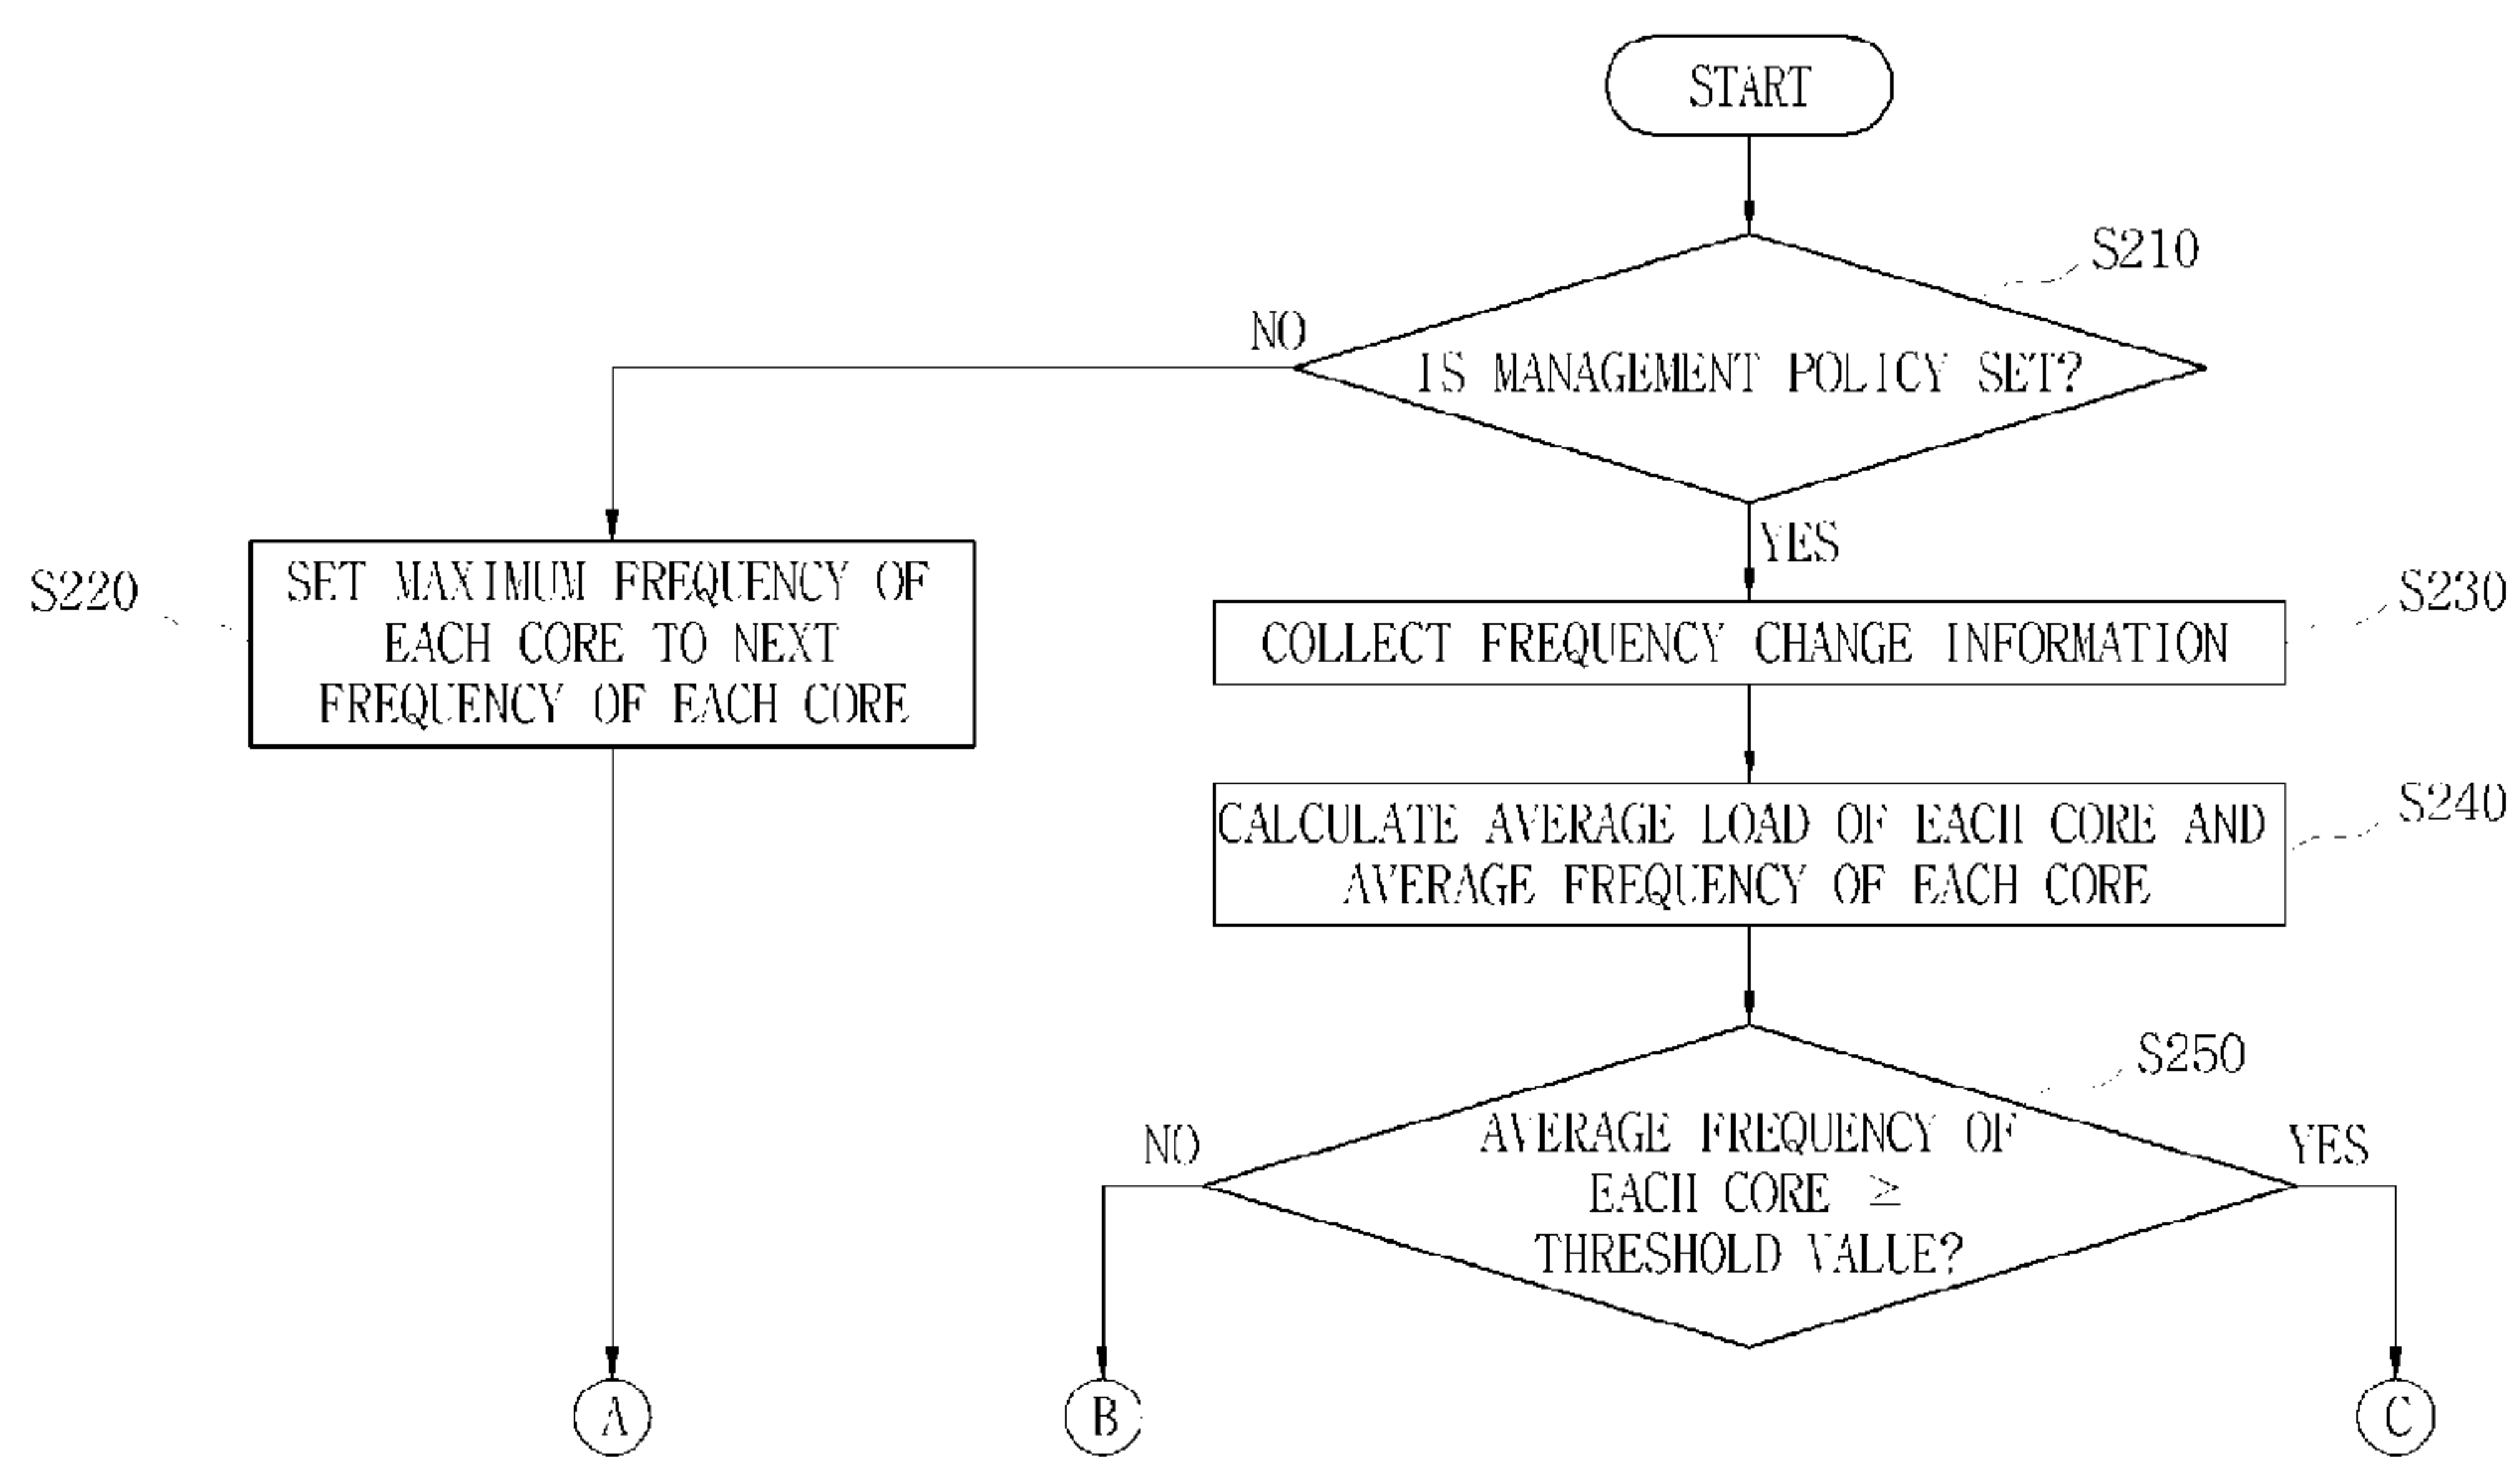 START
S210
NO
IS MANAGEMENT POLICY SET?
YES
S220
SET MAXIMUM FREQUENCY OF
EACH CORE TO NEXT
FREQUENCY OF EACH CORE
S230
COLLECT FREQUENCY CHANGE INFORMATION
S240
CALCULATE AVERAGE LOAD OF EACH CORE AND
AVERAGE FREQUENCY OF EACH CORE
S250
NO
AVERAGE FREQUENCY OF
EACH CORE ≥
THRESHOLD VALUE?
YES
A
B
C